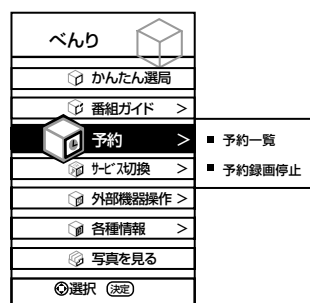 べんり
かんたん選局
番組ガイド >
予約 >
サービス切換 >
外部機器操作 >
各種情報 >
写真を見る
選択 決定
■ 予約一覧
■ 予約録画停止